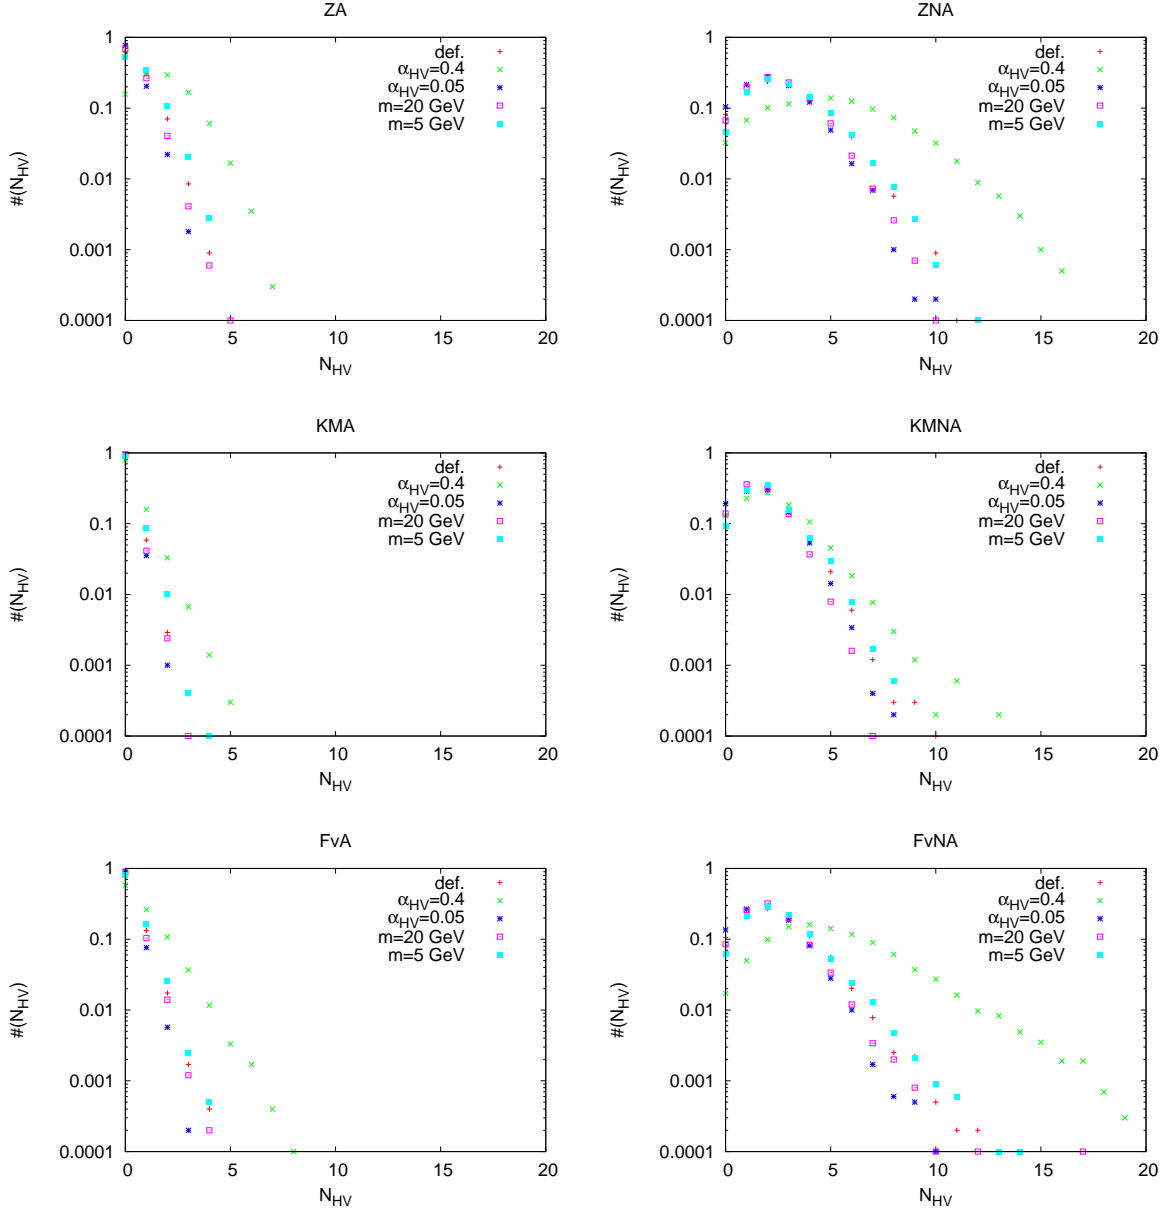 ZA
#(N_HV)
1
0.1
0.01
0.001
0.0001
def.
α_HV=0.4
α_HV=0.05
m=20 GeV
m=5 GeV
0 5 10 15 20
N_HV
ZNA
#(N_HV)
1
0.1
0.01
0.001
0.0001
def.
α_HV=0.4
α_HV=0.05
m=20 GeV
m=5 GeV
0 5 10 15 20
N_HV
KMA
#(N_HV)
1
0.1
0.01
0.001
0.0001
def.
α_HV=0.4
α_HV=0.05
m=20 GeV
m=5 GeV
0 5 10 15 20
N_HV
KMNA
#(N_HV)
1
0.1
0.01
0.001
0.0001
def.
α_HV=0.4
α_HV=0.05
m=20 GeV
m=5 GeV
0 5 10 15 20
N_HV
FvA
#(N_HV)
1
0.1
0.01
0.001
0.0001
def.
α_HV=0.4
α_HV=0.05
m=20 GeV
m=5 GeV
0 5 10 15 20
N_HV
FvNA
#(N_HV)
1
0.1
0.01
0.001
0.0001
def.
α_HV=0.4
α_HV=0.05
m=20 GeV
m=5 GeV
0 5 10 15 20
N_HV